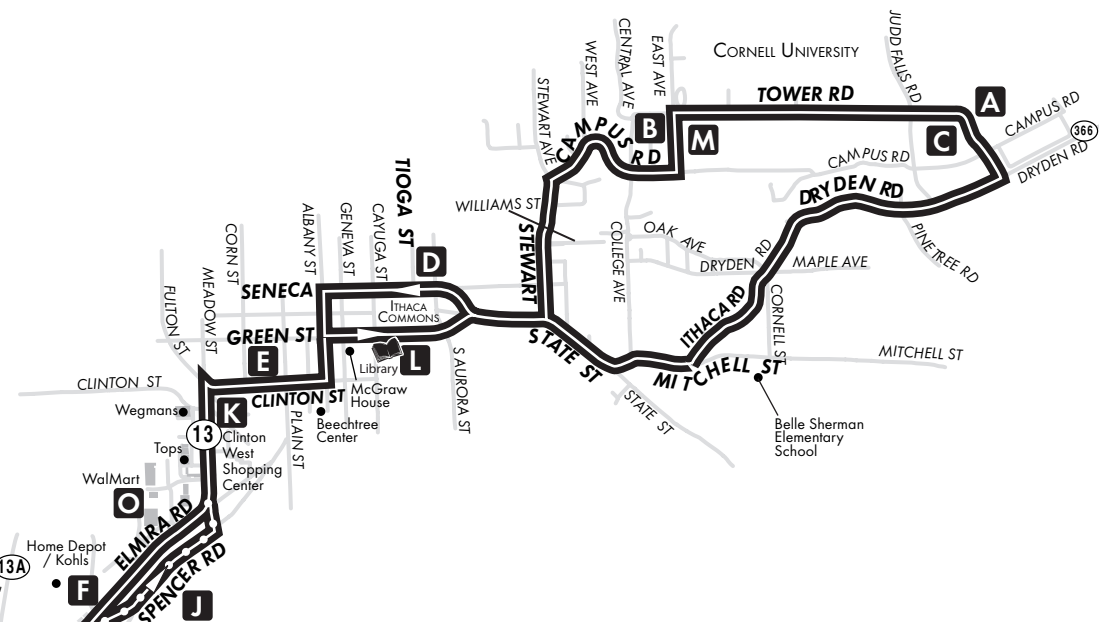 JUDD FALLS RD
CENTRAL AVE
EAST AVE
WEST AVE
CORNELL UNIVERSITY
STEWART AVE
TOWER RD
A
CAMPUS RD
366
B
M
C
CAMPUS RD
CAMPUS RD
DRYDEN RD
DRYDEN RD
TIOGA ST
WILLIAMS ST
ALBANY ST
GENEVA ST
CAYUGA ST
CORN ST
STEWART
COLLEGE AVE
OAK AVE
PINE TREE RD
DRYDEN RD
MAPLE AVE
D
FULTON ST
MEADOW ST
SENECA
ITHACA
COMMONS
ITHACA RD
CORNELL ST
GREEN ST
STATE ST
E
Library
L
S AURORA ST
MITCHELL ST
MITCHELL ST
CLINTON ST
CLINTON ST
McGraw
House
STATE ST
Wegmans
K
PLAIN ST
Beechtree
Center
Belle Sherman
Elementary
School
13
Clinton
West
Shopping
Center
Tops
WalMart
O
ELMIRA RD
Home Depot
/ Kohls
13A
F
SPENCER RD
J